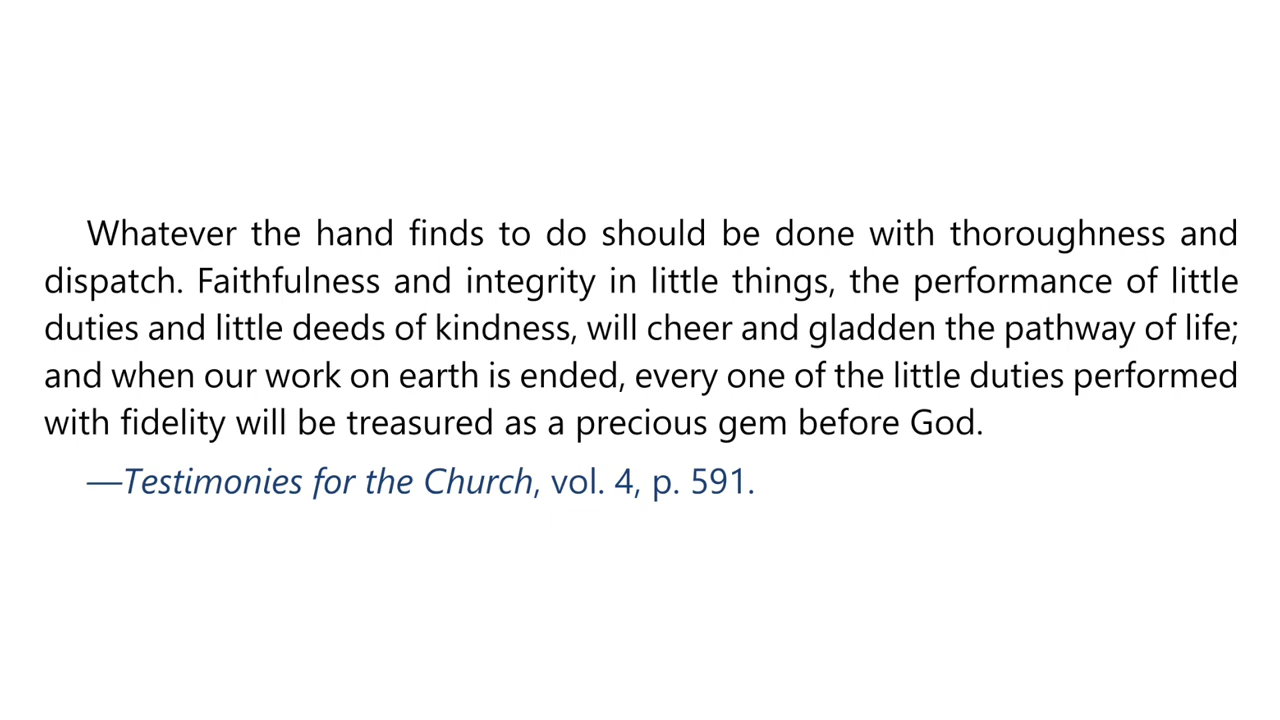 Whatever the hand finds to do should be done with thoroughness and
dispatch. Faithfulness and integrity in little things, the performance of little
duties and little deeds of kindness, will cheer and gladden the pathway of life;
and when our work on earth is ended, every one of the little duties performed
with fidelity will be treasured as a precious gem before God.
—Testimonies for the Church, vol. 4, p. 591.